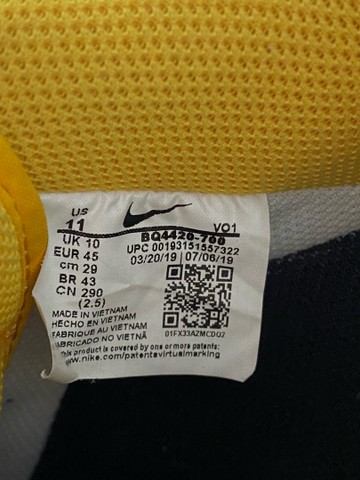 US
11
VO1
UK 10
BQ4420-700
EUR 45
UPC 00193151557322
cm 29
03/20/19 07/06/19
BR 43
CN 290
(2.5)
MADE IN VIETNAM
HECHO EN VIETNAM
FABRIQUE AU VIETNAM
FABRICADO NO VIETNÃ
01FX33AZMCDQ2
This product is covered by one or more patents:
www.nike.com/patentsvirtualmarking